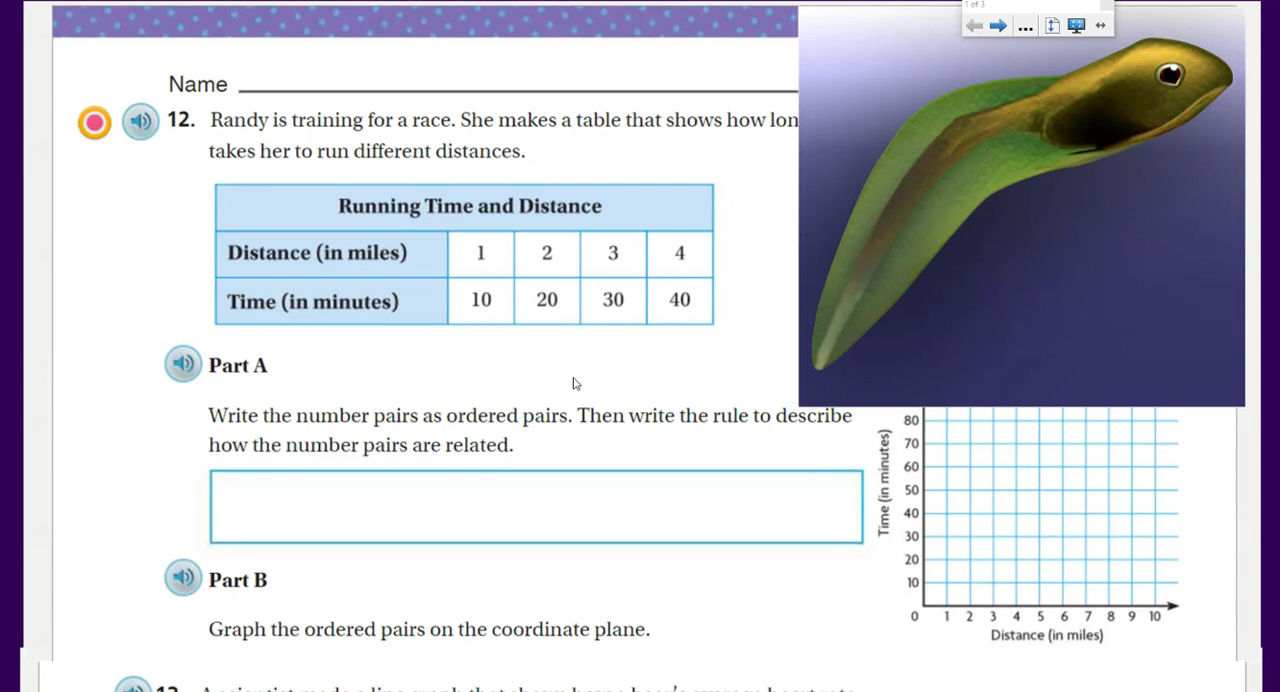 1 of 3
Name
12. Randy is training for a race. She makes a table that shows how lon
takes her to run different distances.
Running Time and Distance
Distance (in miles) 1 2 3 4
Time (in minutes) 10 20 30 40
Part A
Write the number pairs as ordered pairs. Then write the rule to describe
how the number pairs are related.
Part B
Graph the ordered pairs on the coordinate plane.
Time (in minutes)
80
70
60
50
40
30
20
10
0 1 2 3 4 5 6 7 8 9 10
Distance (in miles)